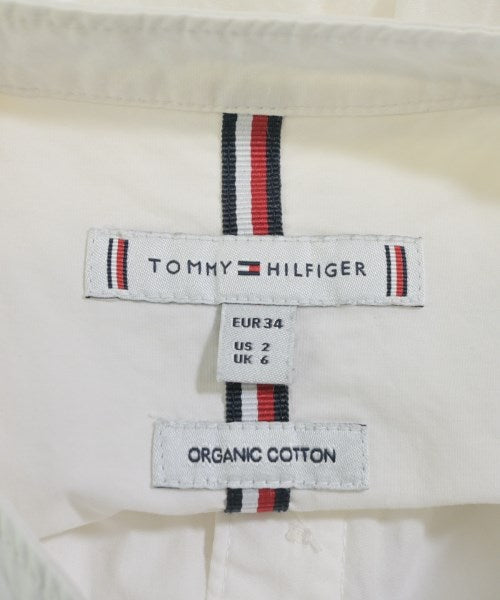 TOMMY HILFIGER
EUR 34
US 2
UK 6
ORGANIC COTTON